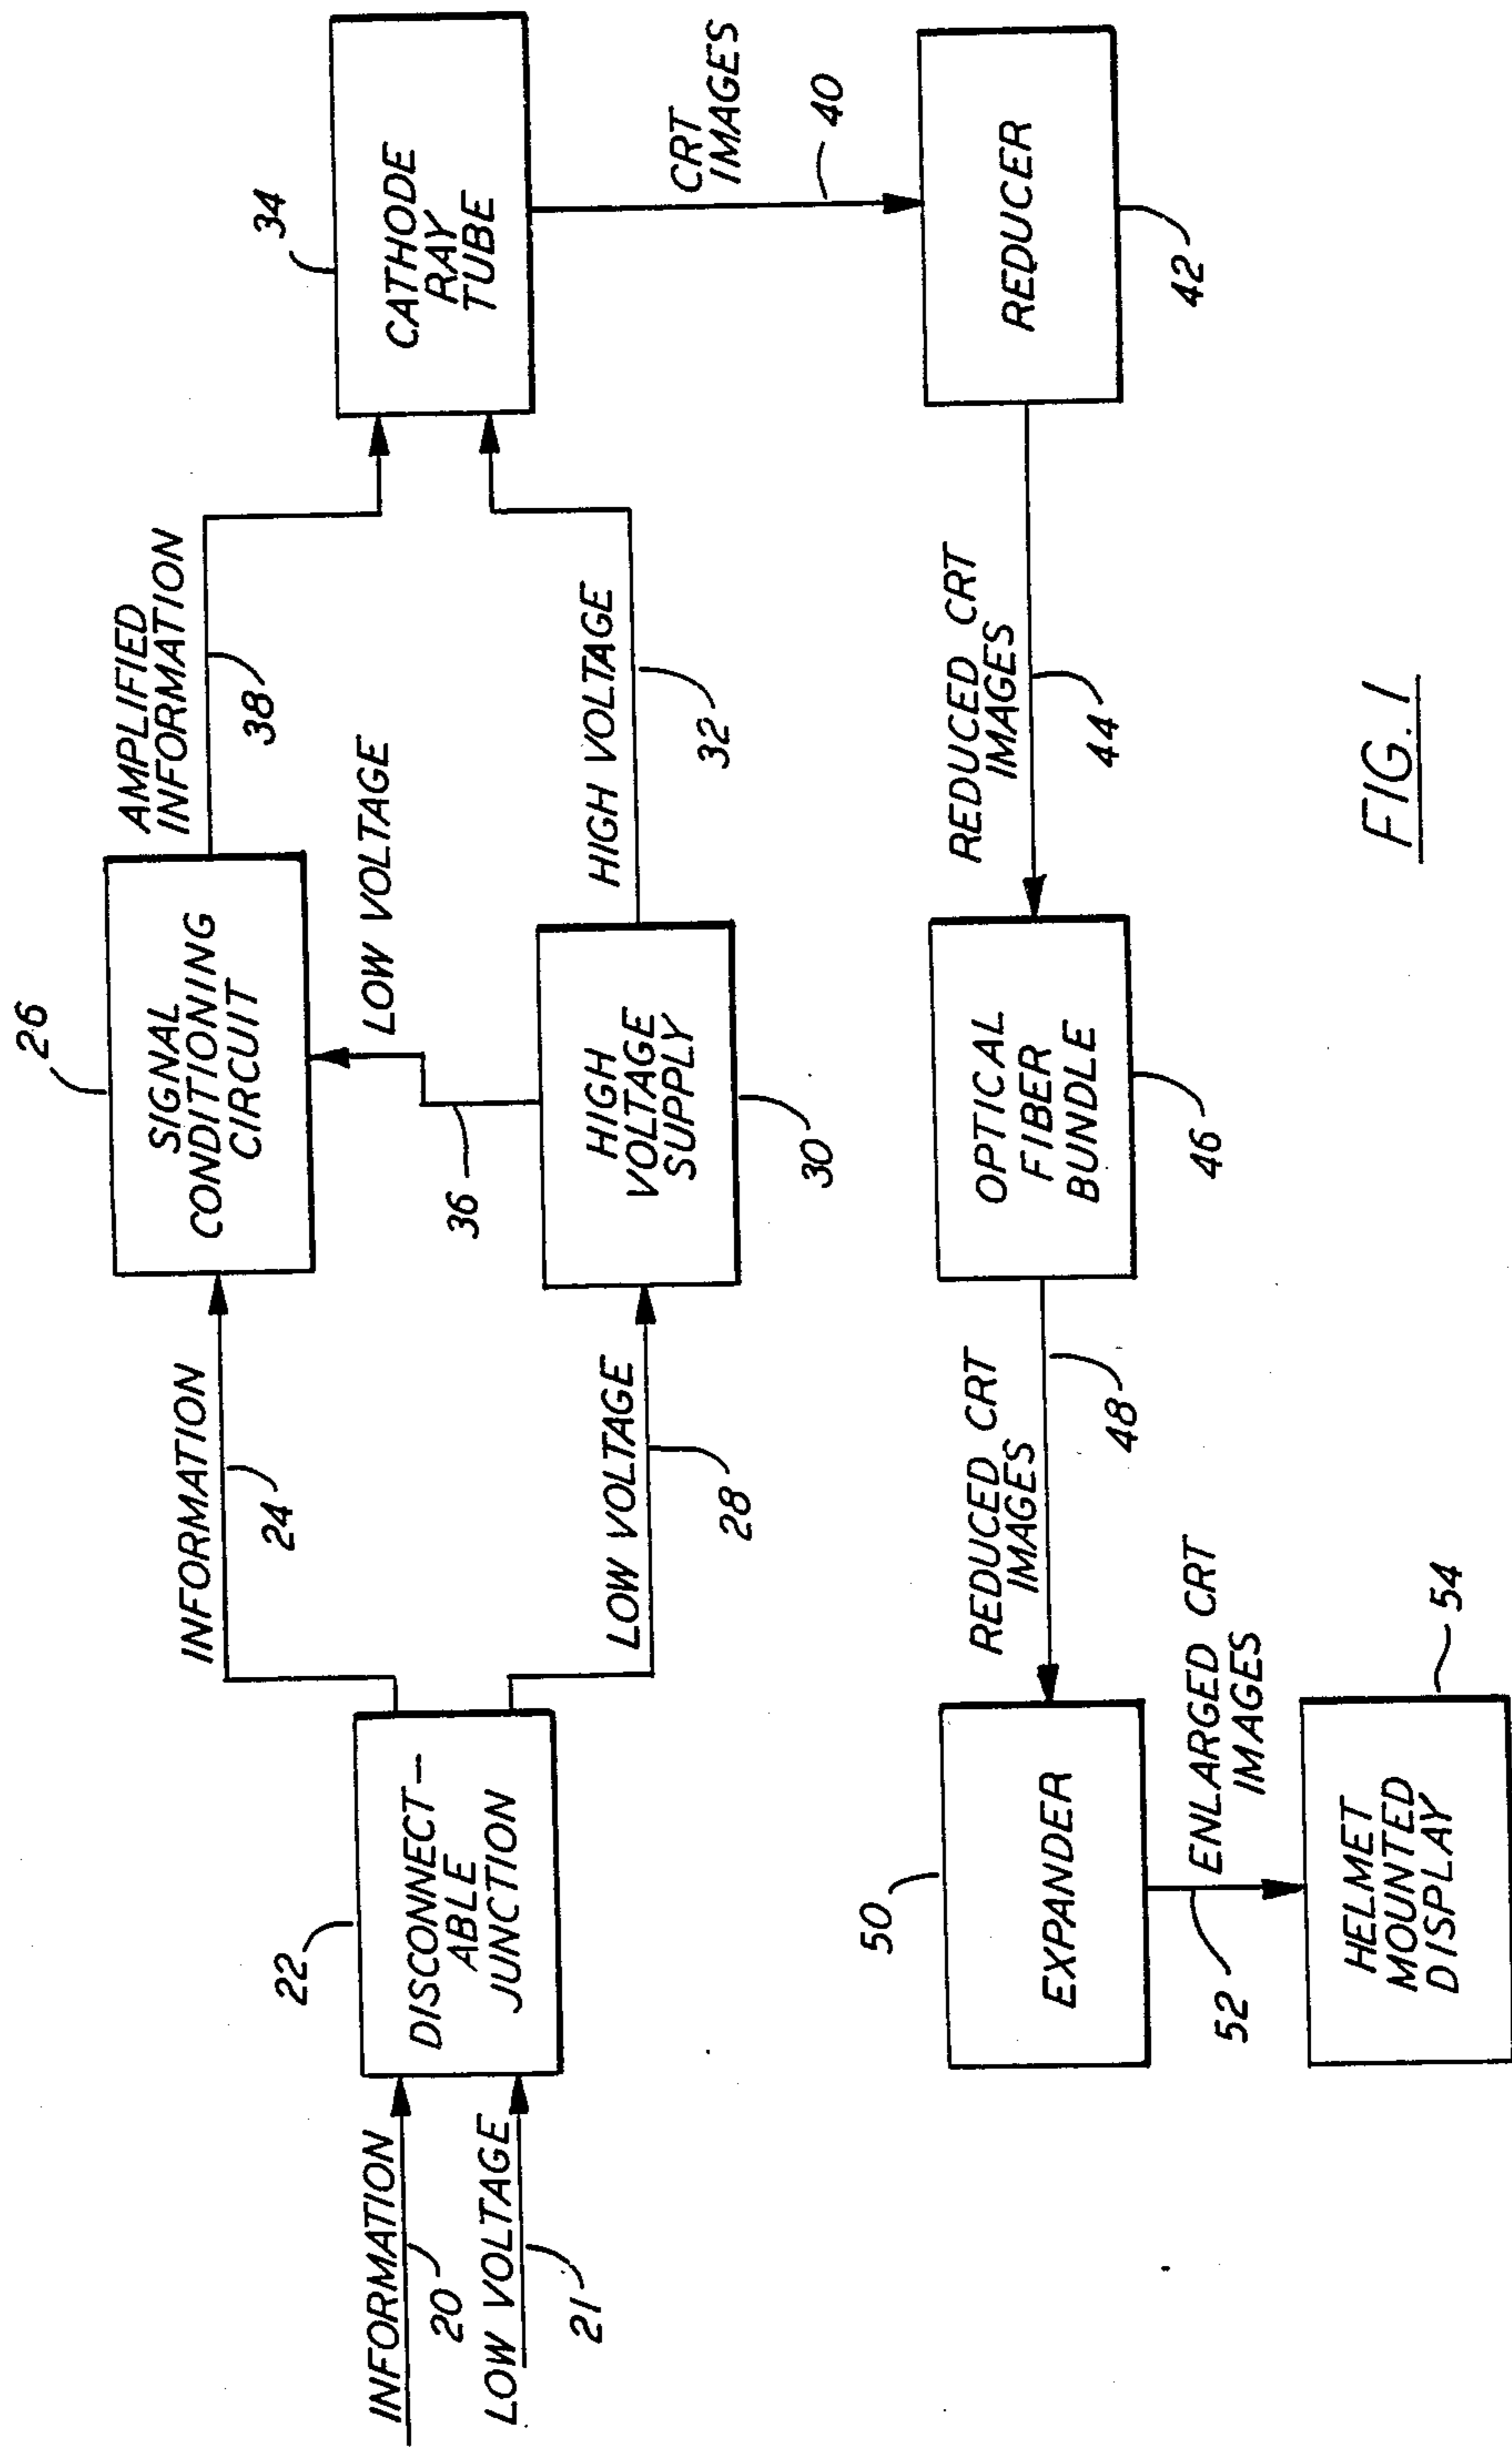 INFORMATION
20
LOW VOLTAGE
21
22
DISCONNECT-
ABLE
JUNCTION
INFORMATION
24
LOW VOLTAGE
28
26
SIGNAL
CONDITIONING
CIRCUIT
36
LOW VOLTAGE
HIGH
VOLTAGE
SUPPLY
30
AMPLIFIED
INFORMATION
38
HIGH VOLTAGE
32
34
CATHODE
RAY
TUBE
CRT
IMAGES
40
REDUCER
42
REDUCED CRT
IMAGES
44
OPTICAL
FIBER
BUNDLE
46
REDUCED CRT
IMAGES
48
50
EXPANDER
52
ENLARGED CRT
IMAGES
HELMET
MOUNTED
DISPLAY
54
FIG. 1